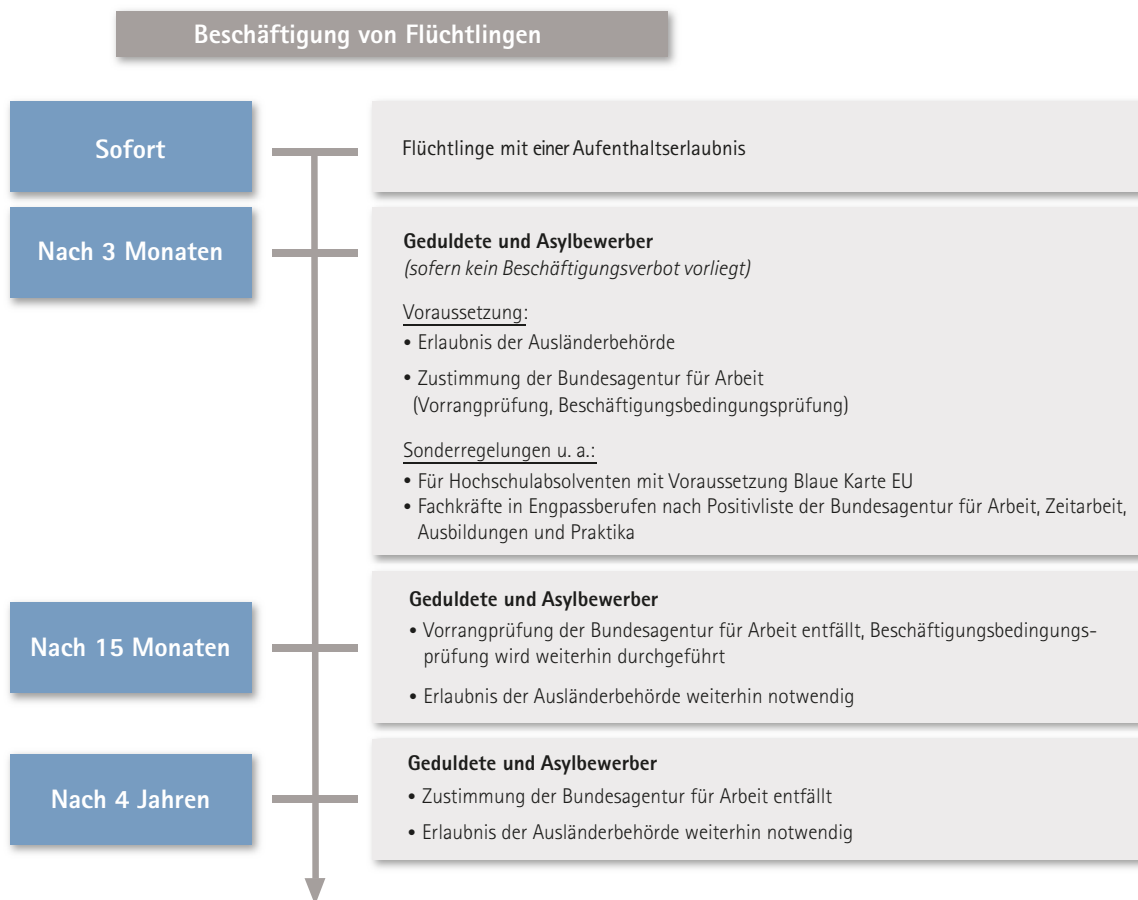 Beschäftigung von Flüchtlingen
Sofort
Flüchtlinge mit einer Aufenthaltserlaubnis
Nach 3 Monaten
Geduldete und Asylbewerber
(sofern kein Beschäftigungsverbot vorliegt)
Voraussetzung:
• Erlaubnis der Ausländerbehörde
• Zustimmung der Bundesagentur für Arbeit
(Vorrangprüfung, Beschäftigungsbedingungsprüfung)
Sonderregelungen u. a.:
• Für Hochschulabsolventen mit Voraussetzung Blaue Karte EU
• Fachkräfte in Engpassberufen nach Positivliste der Bundesagentur für Arbeit, Zeitarbeit,
Ausbildungen und Praktika
Nach 15 Monaten
Geduldete und Asylbewerber
• Vorrangprüfung der Bundesagentur für Arbeit entfällt, Beschäftigungsbedingungs-
prüfung wird weiterhin durchgeführt
• Erlaubnis der Ausländerbehörde weiterhin notwendig
Nach 4 Jahren
Geduldete und Asylbewerber
• Zustimmung der Bundesagentur für Arbeit entfällt
• Erlaubnis der Ausländerbehörde weiterhin notwendig